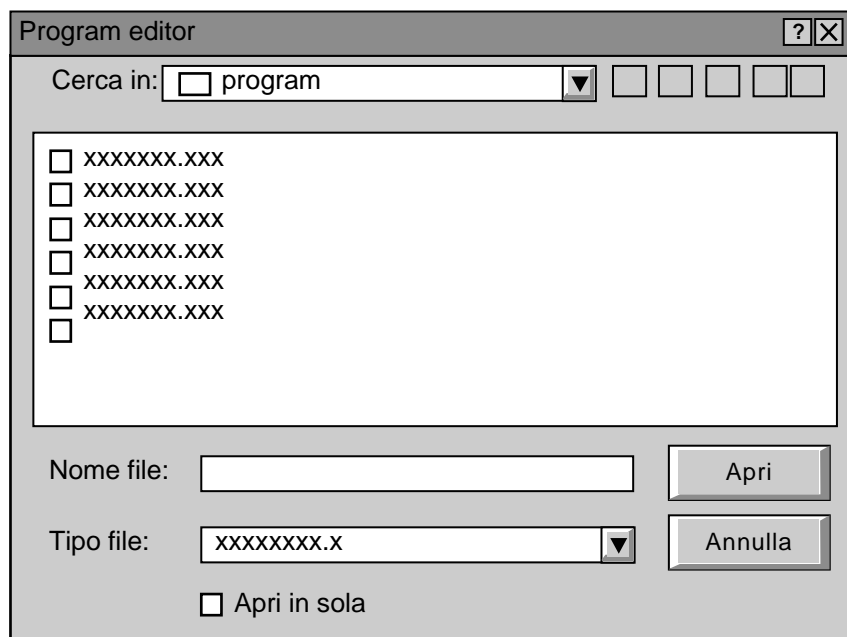 Program editor ?
Cerca in: program
xxxxxxx.xxx
xxxxxxx.xxx
xxxxxxx.xxx
xxxxxxx.xxx
xxxxxxx.xxx
xxxxxxx.xxx
Nome file: Apri
Tipo file: xxxxxxxx.x Annulla
Apri in sola